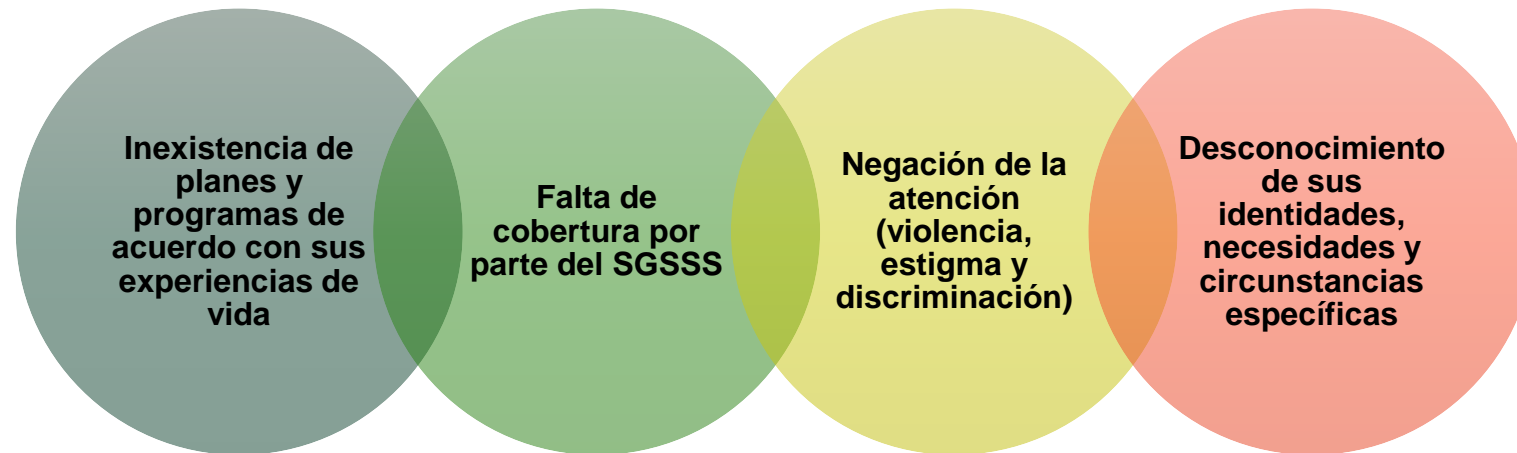 Inexistencia de
planes y
programas de
acuerdo con sus
experiencias de
vida
Falta de
cobertura por
parte del SGSSS
Negación de la
atención
(violencia,
estigma y
discriminación)
Desconocimiento
de sus
identidades,
necesidades y
circunstancias
específicas